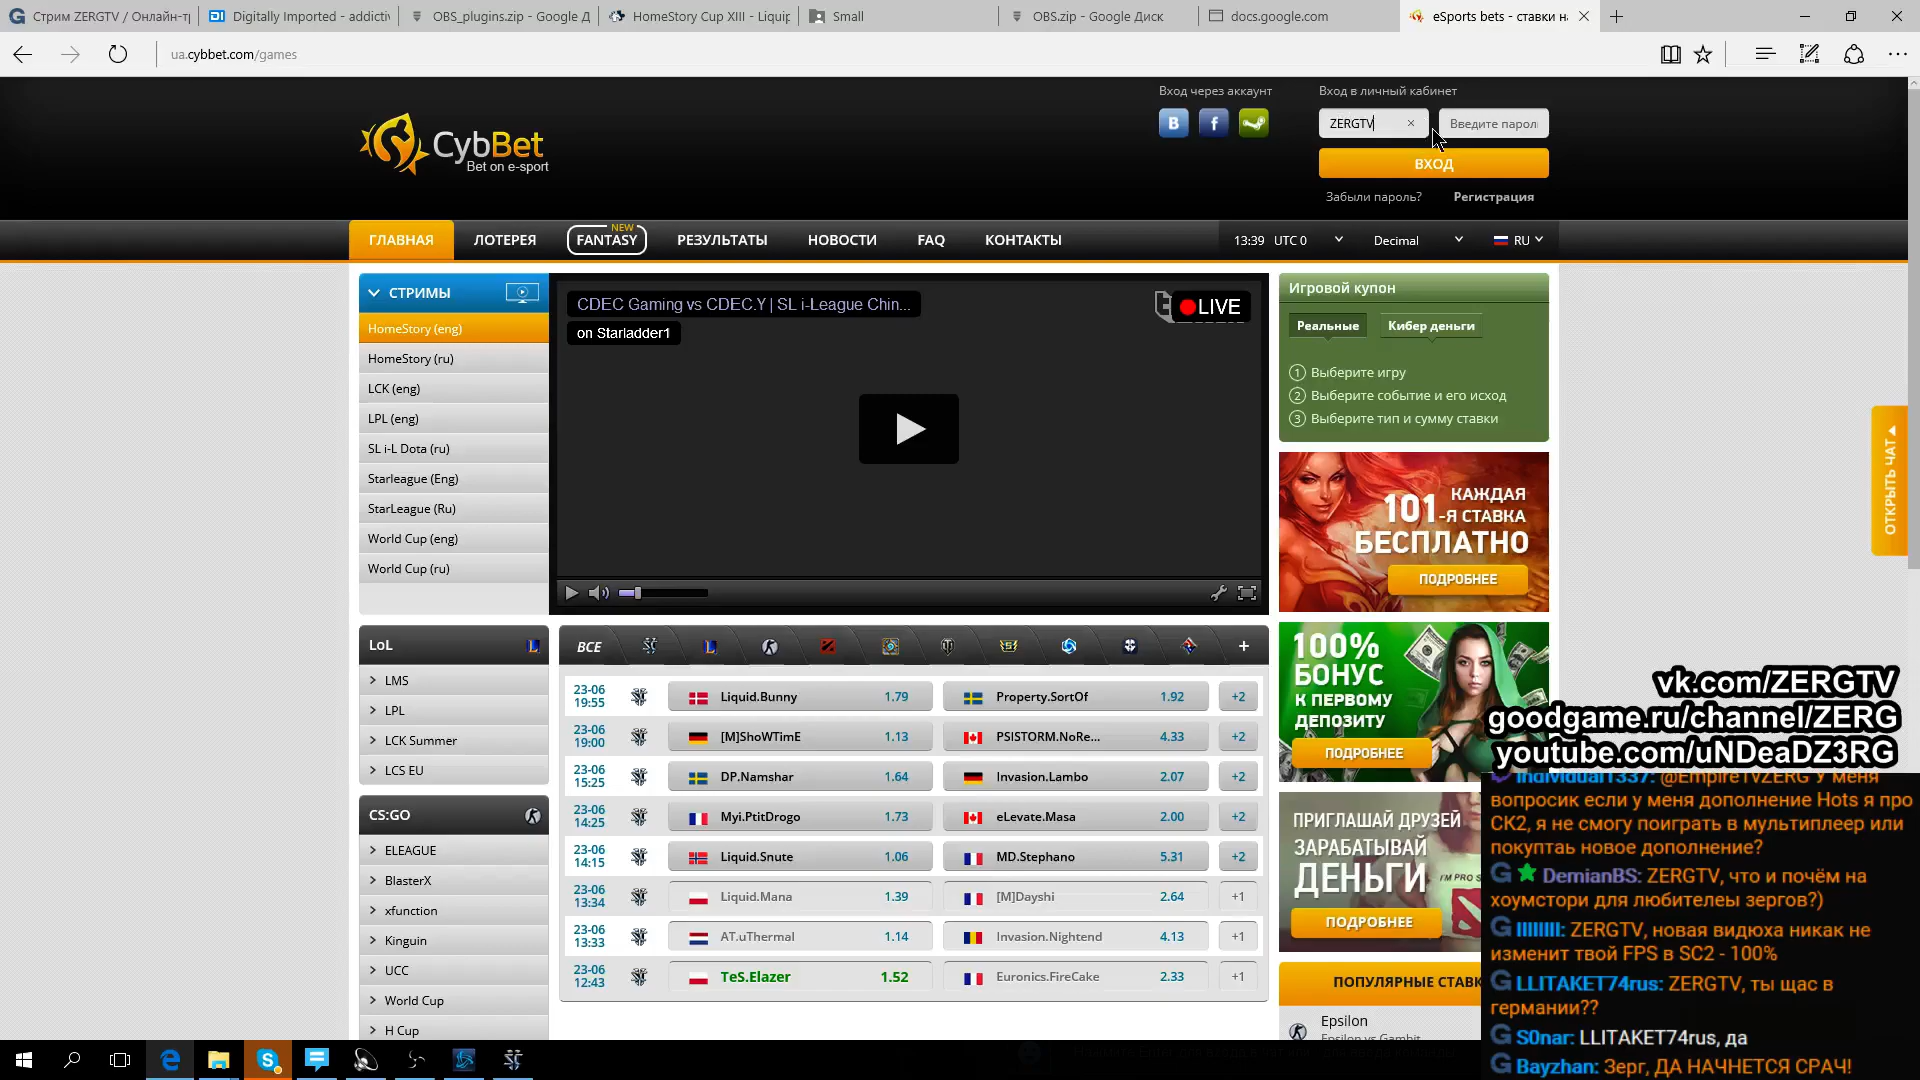 Стрим ZERGTV / Онлайн-тр
Digitally Imported - addictiv
OBS_plugins.zip - Google Д
HomeStory Cup XIII - Liquip
Small
OBS.zip - Google Диск
docs.google.com
eSports bets - ставки на
ua.cybbet.com/games
CybBet
Bet on e-sport
Вход через аккаунт
Вход в личный кабинет
ZERGTV
Введите парол
ВХОД
Забыли пароль?
Регистрация
ГЛАВНАЯ
ЛОТЕРЕЯ
NEW
FANTASY
РЕЗУЛЬТАТЫ
НОВОСТИ
FAQ
КОНТАКТЫ
13:39 UTC 0
Decimal
RU
СТРИМЫ
HomeStory (eng)
HomeStory (ru)
LCK (eng)
LPL (eng)
SL i-L Dota (ru)
Starleague (Eng)
StarLeague (Ru)
World Cup (eng)
World Cup (ru)
CDEC Gaming vs CDEC.Y | SL i-League Chin...
on Starladder1
LIVE
Игровой купон
Реальные
Кибер деньги
1 Выберите игру
2 Выберите событие и его исход
3 Выберите тип и сумму ставки
КАЖДАЯ
101-Я СТАВКА
БЕСПЛАТНО
ПОДРОБНЕЕ
ОТКРЫТЬ ЧАТ
100%
БОНУС
К ПЕРВОМУ
ДЕПОЗИТУ
ПОДРОБНЕЕ
ПРИГЛАШАЙ ДРУЗЕЙ
ЗАРАБАТЫВАЙ
ДЕНЬГИ
ПОДРОБНЕЕ
ПОПУЛЯРНЫЕ СТАВК
Epsilon
Epsilon vs Gambit
LoL
LMS
LPL
LCK Summer
LCS EU
CS:GO
ELEAGUE
BlasterX
xfunction
Kinguin
UCC
World Cup
H Cup
ВСЕ
+
23-06 19:55 Liquid.Bunny 1.79 Property.SortOf 1.92 +2
23-06 19:00 [M]ShoWTimE 1.13 PSISTORM.NoRe... 4.33 +2
23-06 15:25 DP.Namshar 1.64 Invasion.Lambo 2.07 +2
23-06 14:25 Myi.PtitDrogo 1.73 eLevate.Masa 2.00 +2
23-06 14:15 Liquid.Snute 1.06 MD.Stephano 5.31 +2
23-06 13:34 Liquid.Mana 1.39 [M]Dayshi 2.64 +1
23-06 13:33 AT.uThermal 1.14 Invasion.Nightend 4.13 +1
23-06 12:43 TeS.Elazer 1.52 Euronics.FireCake 2.33 +1
vk.com/ZERGTV
goodgame.ru/channel/ZERG
youtube.com/uNDeaDZ3RG
Individual1337: @EmpireTVZERG У меня
вопросик если у меня дополнение Hots я про
СК2, я не смогу поиграть в мультиплеер или
покуптаь новое дополнение?
DemianBS: ZERGTV, что и почём на
хоумстори для любителеы зергов?)
IIIIIIII: ZERGTV, новая видюха никак не
изменит твой FPS в SC2 - 100%
LLITAKET74rus: ZERGTV, ты щас в
германии??
S0nar: LLITAKET74rus, да
Bayzhan: Зерг, ДА НАЧНЕТСЯ СРАЧ!